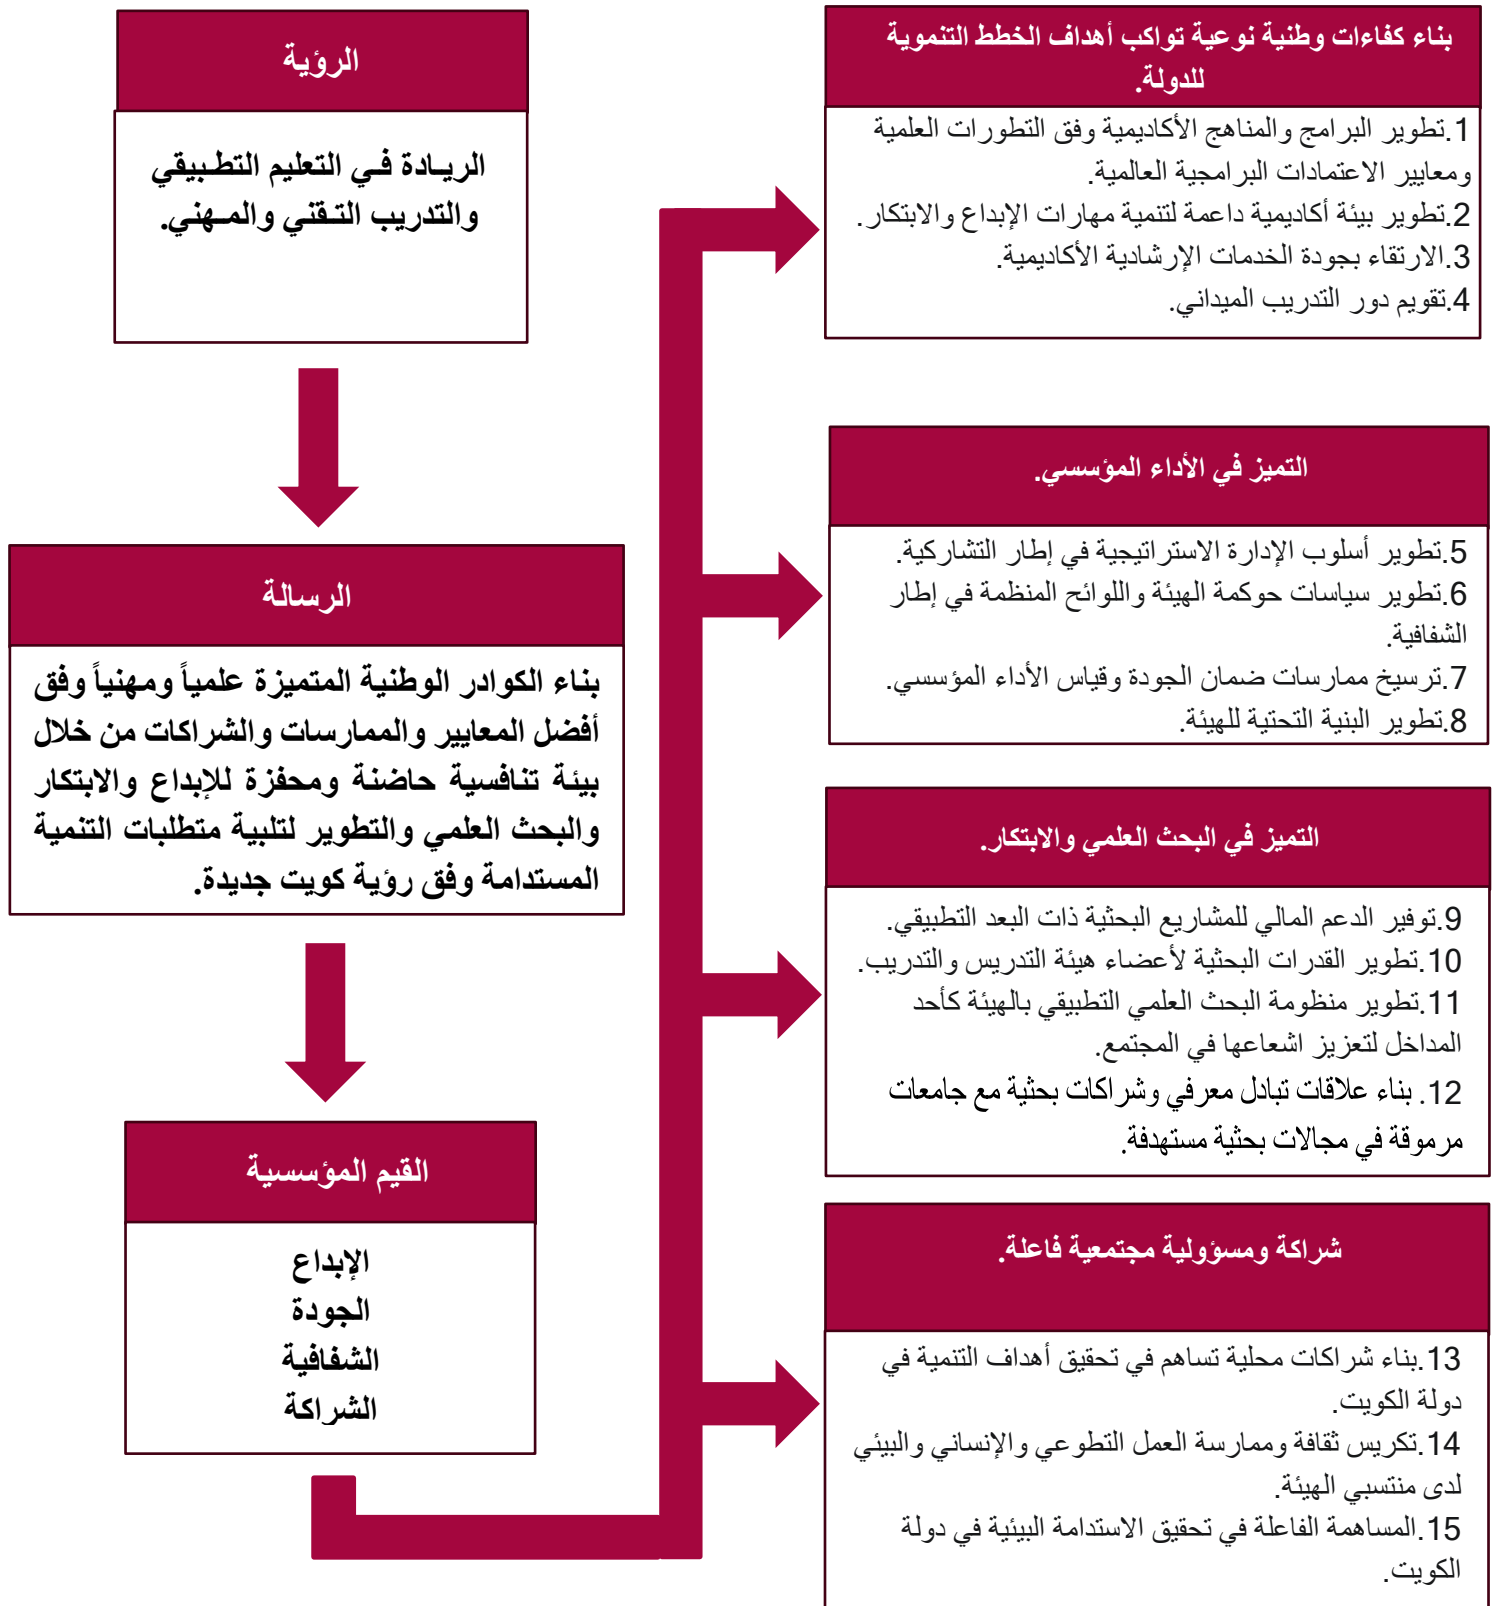 الرؤية
الريـادة فـي التعليم التطـبيقي
والتدريب التـقني والمـهني.
الرسالة
بناء الكوادر الوطنية المتميزة علمياً ومهنياً وفق
أفضل المعايير والممارسات والشراكات من خلال
بيئة تنافسية حاضنة ومحفزة للإبداع والابتكار
والبحث العلمي والتطوير لتلبية متطلبات التنمية
المستدامة وفق رؤية كويت جديدة.
القيم المؤسسية
الإبداع
الجودة
الشفافية
الشراكة
بناء كفاءات وطنية نوعية تواكب أهداف الخطط التنموية
للدولة.
1.تطوير البرامج والمناهج الأكاديمية وفق التطورات العلمية
ومعايير الاعتمادات البرامجية العالمية.
2.تطوير بيئة أكاديمية داعمة لتنمية مهارات الإبداع والابتكار.
3.الارتقاء بجودة الخدمات الإرشادية الأكاديمية.
4.تقويم دور التدريب الميداني.
التميز في الأداء المؤسسي.
5.تطوير أسلوب الإدارة الاستراتيجية في إطار التشاركية.
6.تطوير سياسات حوكمة الهيئة واللوائح المنظمة في إطار
الشفافية.
7.ترسيخ ممارسات ضمان الجودة وقياس الأداء المؤسسي.
8.تطوير البنية التحتية للهيئة.
التميز في البحث العلمي والابتكار.
9.توفير الدعم المالي للمشاريع البحثية ذات البعد التطبيقي.
10.تطوير القدرات البحثية لأعضاء هيئة التدريس والتدريب.
11.تطوير منظومة البحث العلمي التطبيقي بالهيئة كأحد
المداخل لتعزيز اشعاعها في المجتمع.
12. بناء علاقات تبادل معرفي وشراكات بحثية مع جامعات
مرموقة في مجالات بحثية مستهدفة.
شراكة ومسؤولية مجتمعية فاعلة.
13.بناء شراكات محلية تساهم في تحقيق أهداف التنمية في
دولة الكويت.
14.تكريس ثقافة وممارسة العمل التطوعي والإنساني والبيئي
لدى منتسبي الهيئة.
15.المساهمة الفاعلة في تحقيق الاستدامة البيئية في دولة
الكويت.